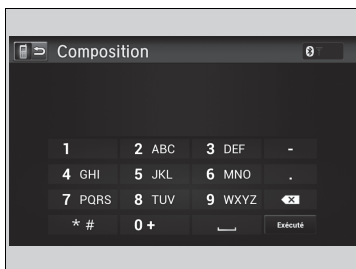 Composition
1 2 ABC 3 DEF -
4 GHI 5 JKL 6 MNO .
7 PQRS 8 TUV 9 WXYZ
* # 0 + Exécuté